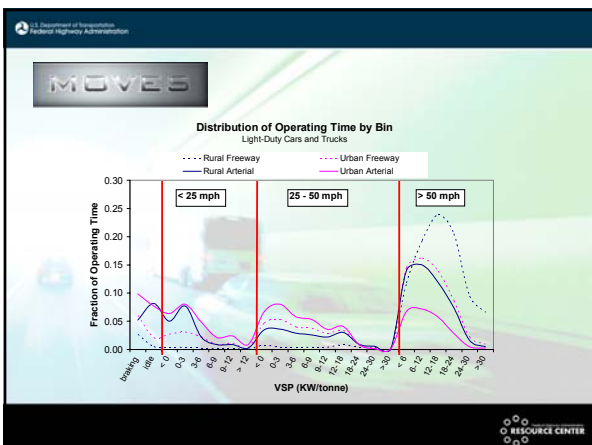 U.S. Department of Transportation
Federal Highway Administration
MOVES
Distribution of Operating Time by Bin
Light-Duty Cars and Trucks
Rural Freeway Urban Freeway
Rural Arterial Urban Arterial
< 25 mph 25 - 50 mph > 50 mph
0.30
0.25
0.20
0.15
0.10
0.05
0.00
Fraction of Operating Time
braking idle < 0 0-3 3-6 6-9 9-12 > 12 < 0 0-3 3-6 6-9 9-12 12-18 18-24 24-30 >30 < 0 6-12 12-18 18-24 24-30 >30
VSP (KW/tonne)
RESOURCE CENTER